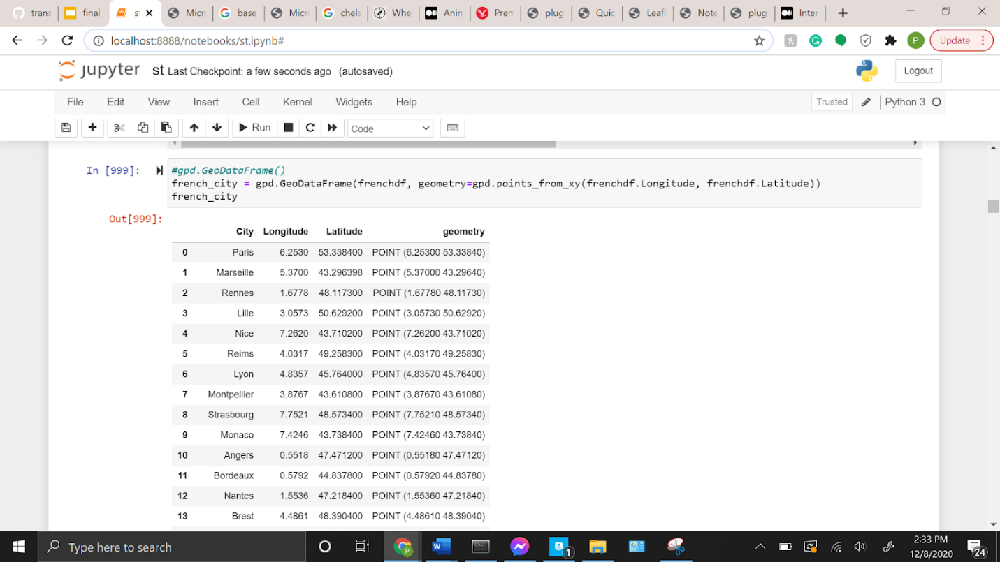 trans
final_
st
Micro
base
Micro
chels
Whe
Anim
Prem
plug
Quic
Leafl
Note
plug
Inter
localhost:8888/notebooks/st.ipynb#
P
Update
jupyter st Last Checkpoint: a few seconds ago (autosaved)
Logout
File Edit View Insert Cell Kernel Widgets Help
Trusted
Python 3
Run
Code
In [999]:
#gpd.GeoDataFrame()
french_city = gpd.GeoDataFrame(frenchdf, geometry=gpd.points_from_xy(frenchdf.Longitude, frenchdf.Latitude))
french_city
Out[999]:
City Longitude Latitude geometry
0 Paris 6.2530 53.338400 POINT (6.25300 53.33840)
1 Marseille 5.3700 43.296398 POINT (5.37000 43.29640)
2 Rennes 1.6778 48.117300 POINT (1.67780 48.11730)
3 Lille 3.0573 50.629200 POINT (3.05730 50.62920)
4 Nice 7.2620 43.710200 POINT (7.26200 43.71020)
5 Reims 4.0317 49.258300 POINT (4.03170 49.25830)
6 Lyon 4.8357 45.764000 POINT (4.83570 45.76400)
7 Montpellier 3.8767 43.610800 POINT (3.87670 43.61080)
8 Strasbourg 7.7521 48.573400 POINT (7.75210 48.57340)
9 Monaco 7.4246 43.738400 POINT (7.42460 43.73840)
10 Angers 0.5518 47.471200 POINT (0.55180 47.47120)
11 Bordeaux 0.5792 44.837800 POINT (0.57920 44.83780)
12 Nantes 1.5536 47.218400 POINT (1.55360 47.21840)
13 Brest 4.4861 48.390400 POINT (4.48610 48.39040)
Type here to search
1
2:33 PM
12/8/2020
24